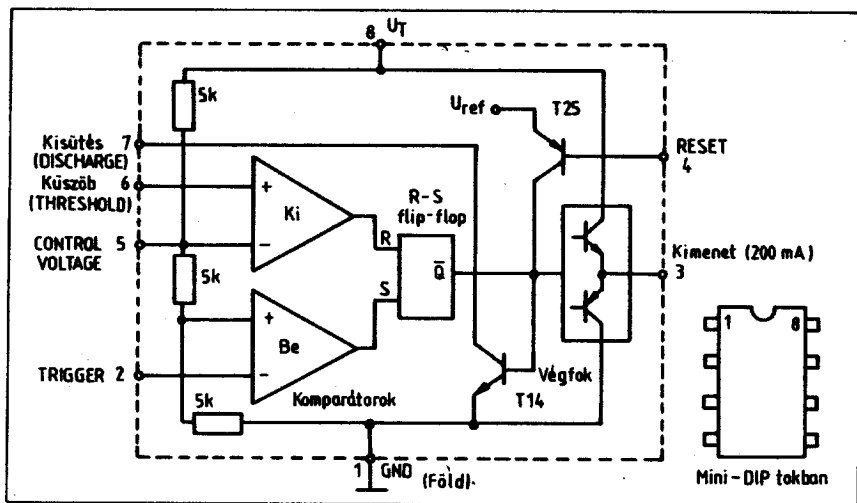 8 U_T
5k
U_ref
T25
Kisütés 7
(DISCHARGE)
Küszöb 6
(THRESHOLD)
RESET
4
+
Ki
-
R-S
flip-flop
R
CONTROL 5
VOLTAGE
5k
S
Q̅
Kimenet (200 mA)
3
+
Be
-
1 8
TRIGGER 2
Végfok
5k
Komparátorok
T14
1 GND
(Föld)
Mini-DIP tokban